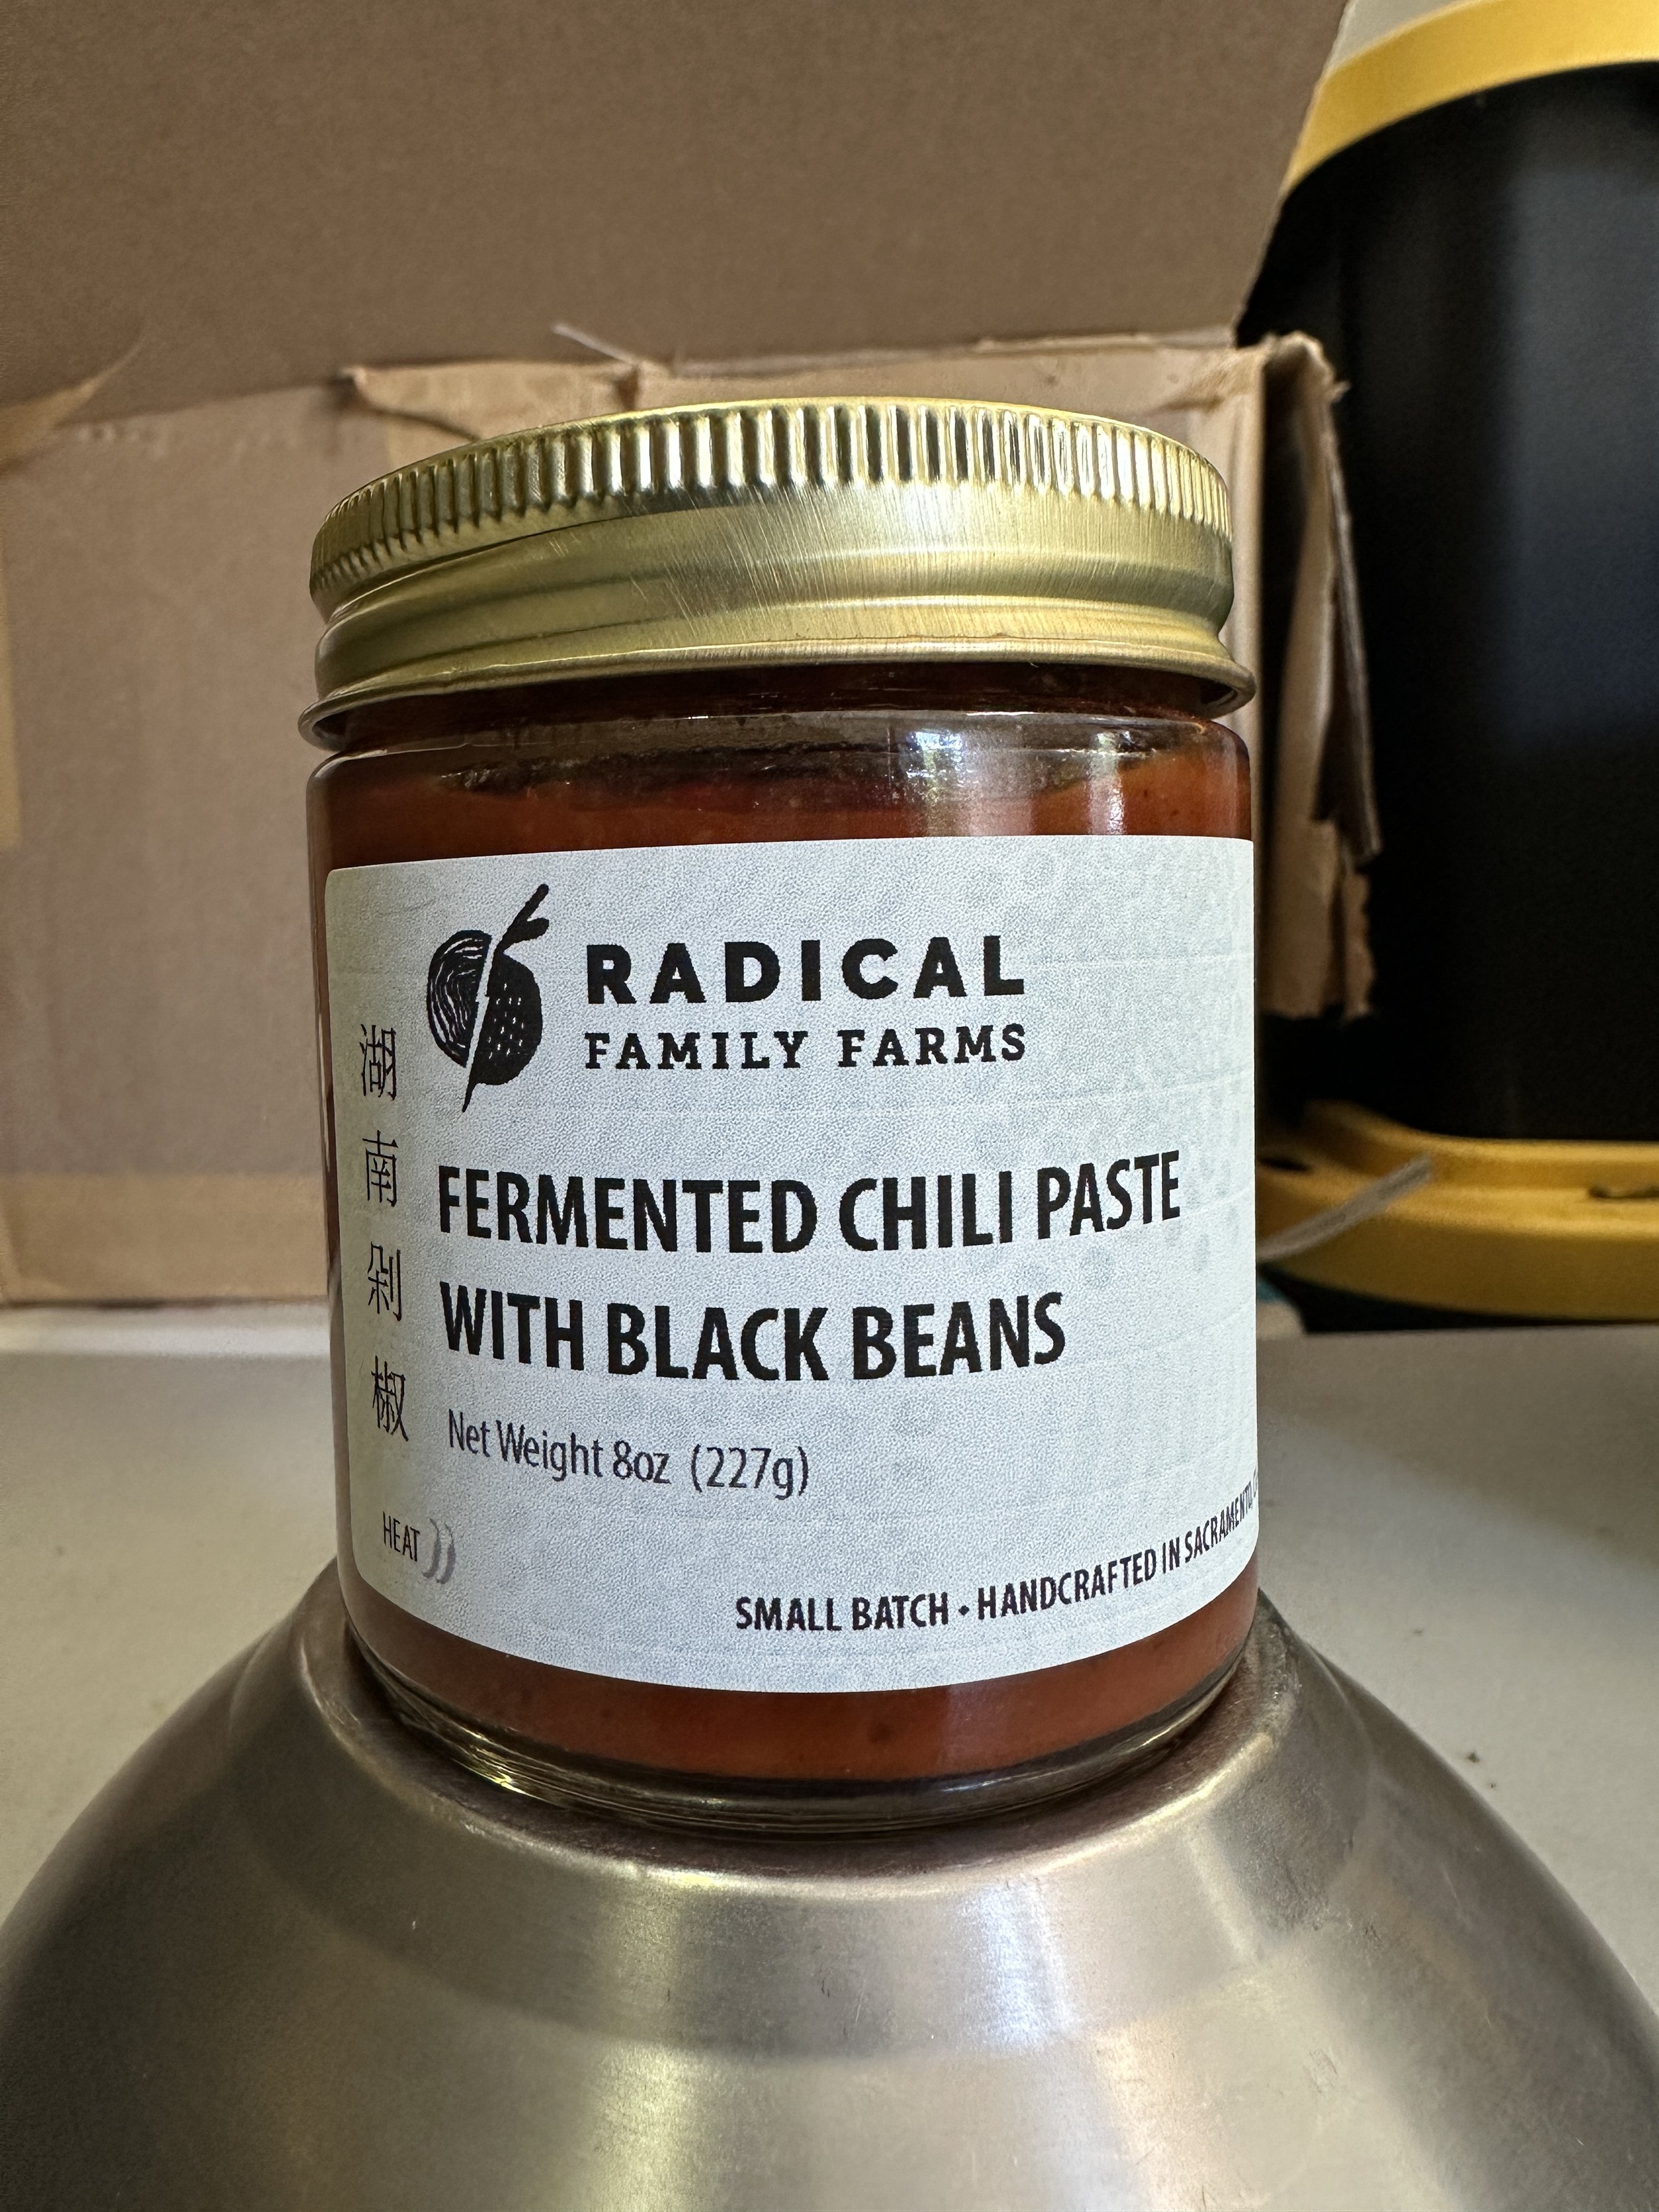 RADICAL
FAMILY FARMS
湖南剁椒
FERMENTED CHILI PASTE
WITH BLACK BEANS
Net Weight 8oz (227g)
HEAT
SMALL BATCH • HANDCRAFTED IN SACRAMENTO,